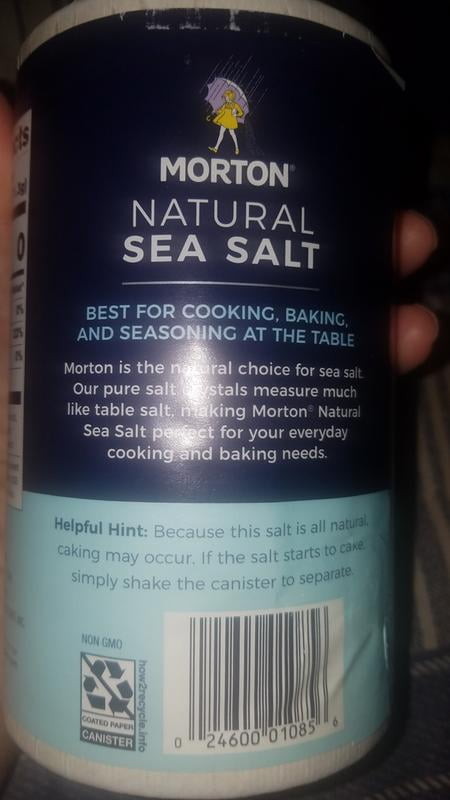 MORTON®
NATURAL
SEA SALT
BEST FOR COOKING, BAKING,
AND SEASONING AT THE TABLE
Morton is the natural choice for sea salt.
Our pure salt crystals measure much
like table salt, making Morton® Natural
Sea Salt perfect for your everyday
cooking and baking needs.
Helpful Hint: Because this salt is all natural,
caking may occur. If the salt starts to cake,
simply shake the canister to separate.
NON GMO
COATED PAPER
CANISTER
how2recycle.info
0 24600 01085 6
0